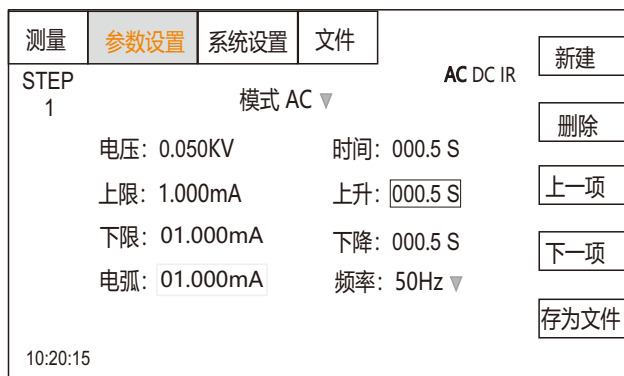 测量 参数设置 系统设置 文件
新建
AC DC IR
STEP
1
模式 AC
删除
电压：0.050KV 时间：000.5 S
上限：1.000mA 上升：000.5 S
上一项
下限：01.000mA 下降：000.5 S
下一项
电弧：01.000mA 频率：50Hz
存为文件
10:20:15